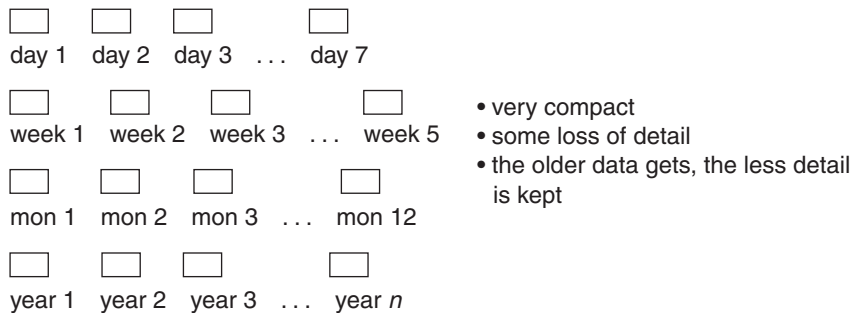 day 1 day 2 day 3 . . . day 7
week 1 week 2 week 3 . . . week 5
mon 1 mon 2 mon 3 . . . mon 12
year 1 year 2 year 3 . . . year n
• very compact
• some loss of detail
• the older data gets, the less detail
is kept